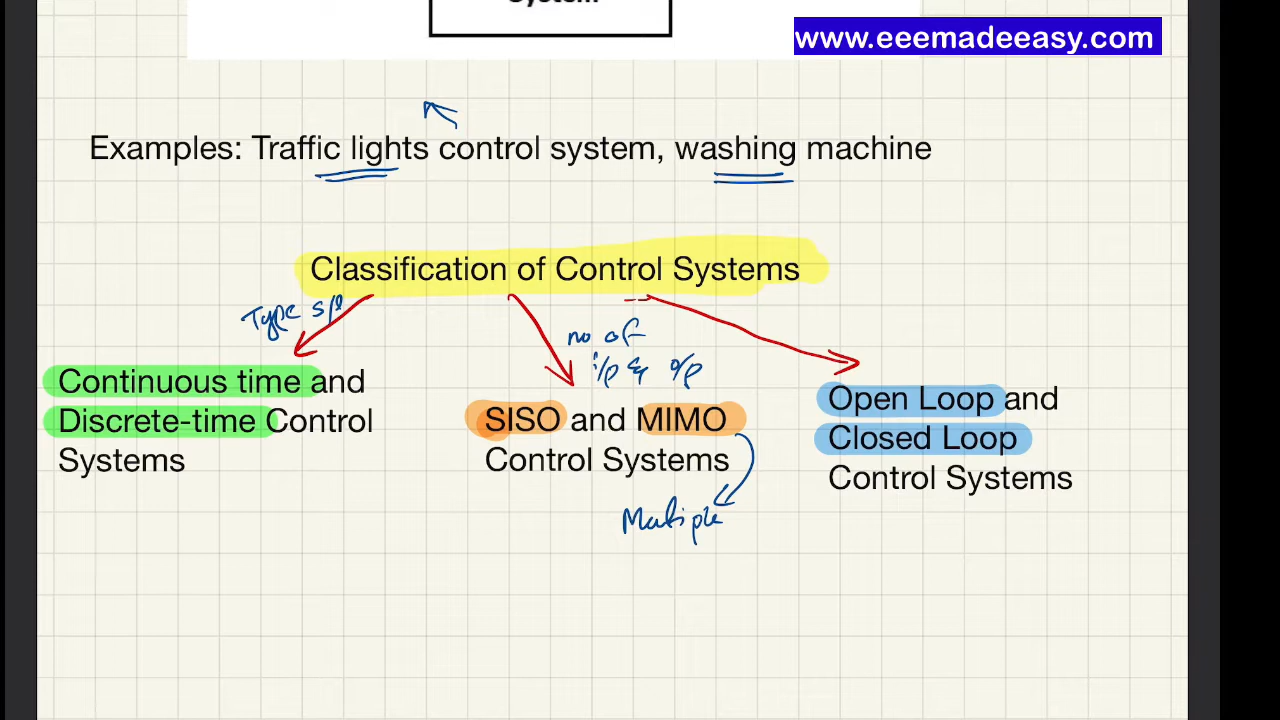 System
www.eeemadeeasy.com
Examples: Traffic lights control system, washing machine
Classification of Control Systems
Type s/l
no of
i/p & o/p
Continuous time and
Discrete-time Control
Systems
SISO and MIMO
Control Systems
Multiple
Open Loop and
Closed Loop
Control Systems